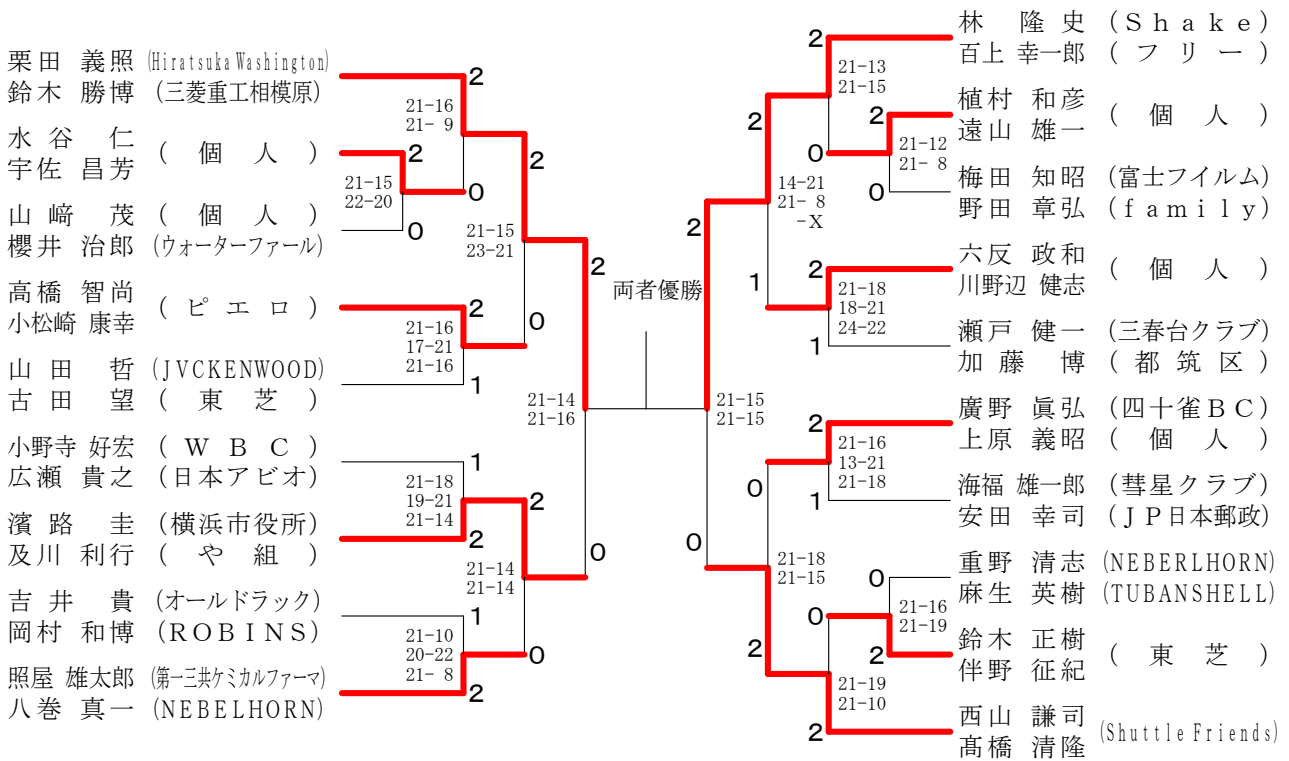 栗田 義照 (Hiratsuka Washington)
鈴木 勝博 (三菱重工相模原)
2
21-16
21- 9
水谷 仁
宇佐 昌芳
( 個 人 )
2
2
21-15
22-20
0
山﨑 茂 ( 個 人 )
櫻井 治郎 (ウォーターファール)
0
21-15
23-21
2
高橋 智尚
小松崎 康幸
( ピ エ ロ )
2
0
21-16
17-21
21-16
山田 哲 (JVCKENWOOD)
古田 望 ( 東 芝 )
1
21-14
21-16
小野寺 好宏 ( W B C )
広瀬 貴之 (日本アビオ)
1
21-18
19-21
21-14
2
濱路 圭 (横浜市役所)
及川 利行 ( や 組 )
2
0
21-14
21-14
吉井 貴 (オールドラック)
岡村 和博 (ROBINS)
1
21-10
20-22
21- 8
0
照屋 雄太郎 (第一三共ケミカルファーマ)
八巻 真一 (NEBELHORN)
2
両者優勝
林 隆史 (Shake)
百上 幸一郎 (フリー)
2
21-13
21-15
2
植村 和彦
遠山 雄一
( 個 人 )
2
0
21-12
21- 8
梅田 知昭 (富士フイルム)
野田 章弘 (family)
0
14-21
21- 8
-X
2
六反 政和
川野辺 健志
( 個 人 )
2
1
21-18
18-21
24-22
瀬戸 健一 (三春台クラブ)
加藤 博 ( 都 筑 区 )
1
21-15
21-15
廣野 眞弘 (四十雀BC)
上原 義昭 ( 個 人 )
2
21-16
13-21
21-18
0
海福 雄一郎 (彗星クラブ)
安田 幸司 (JP日本郵政)
1
0
21-18
21-15
重野 清志 (NEBERLHORN)
麻生 英樹 (TUBANSHELL)
0
0
21-16
21-19
鈴木 正樹
伴野 征紀
( 東 芝 )
2
2
21-19
21-10
西山 謙司
髙橋 清隆
(Shuttle Friends)
2